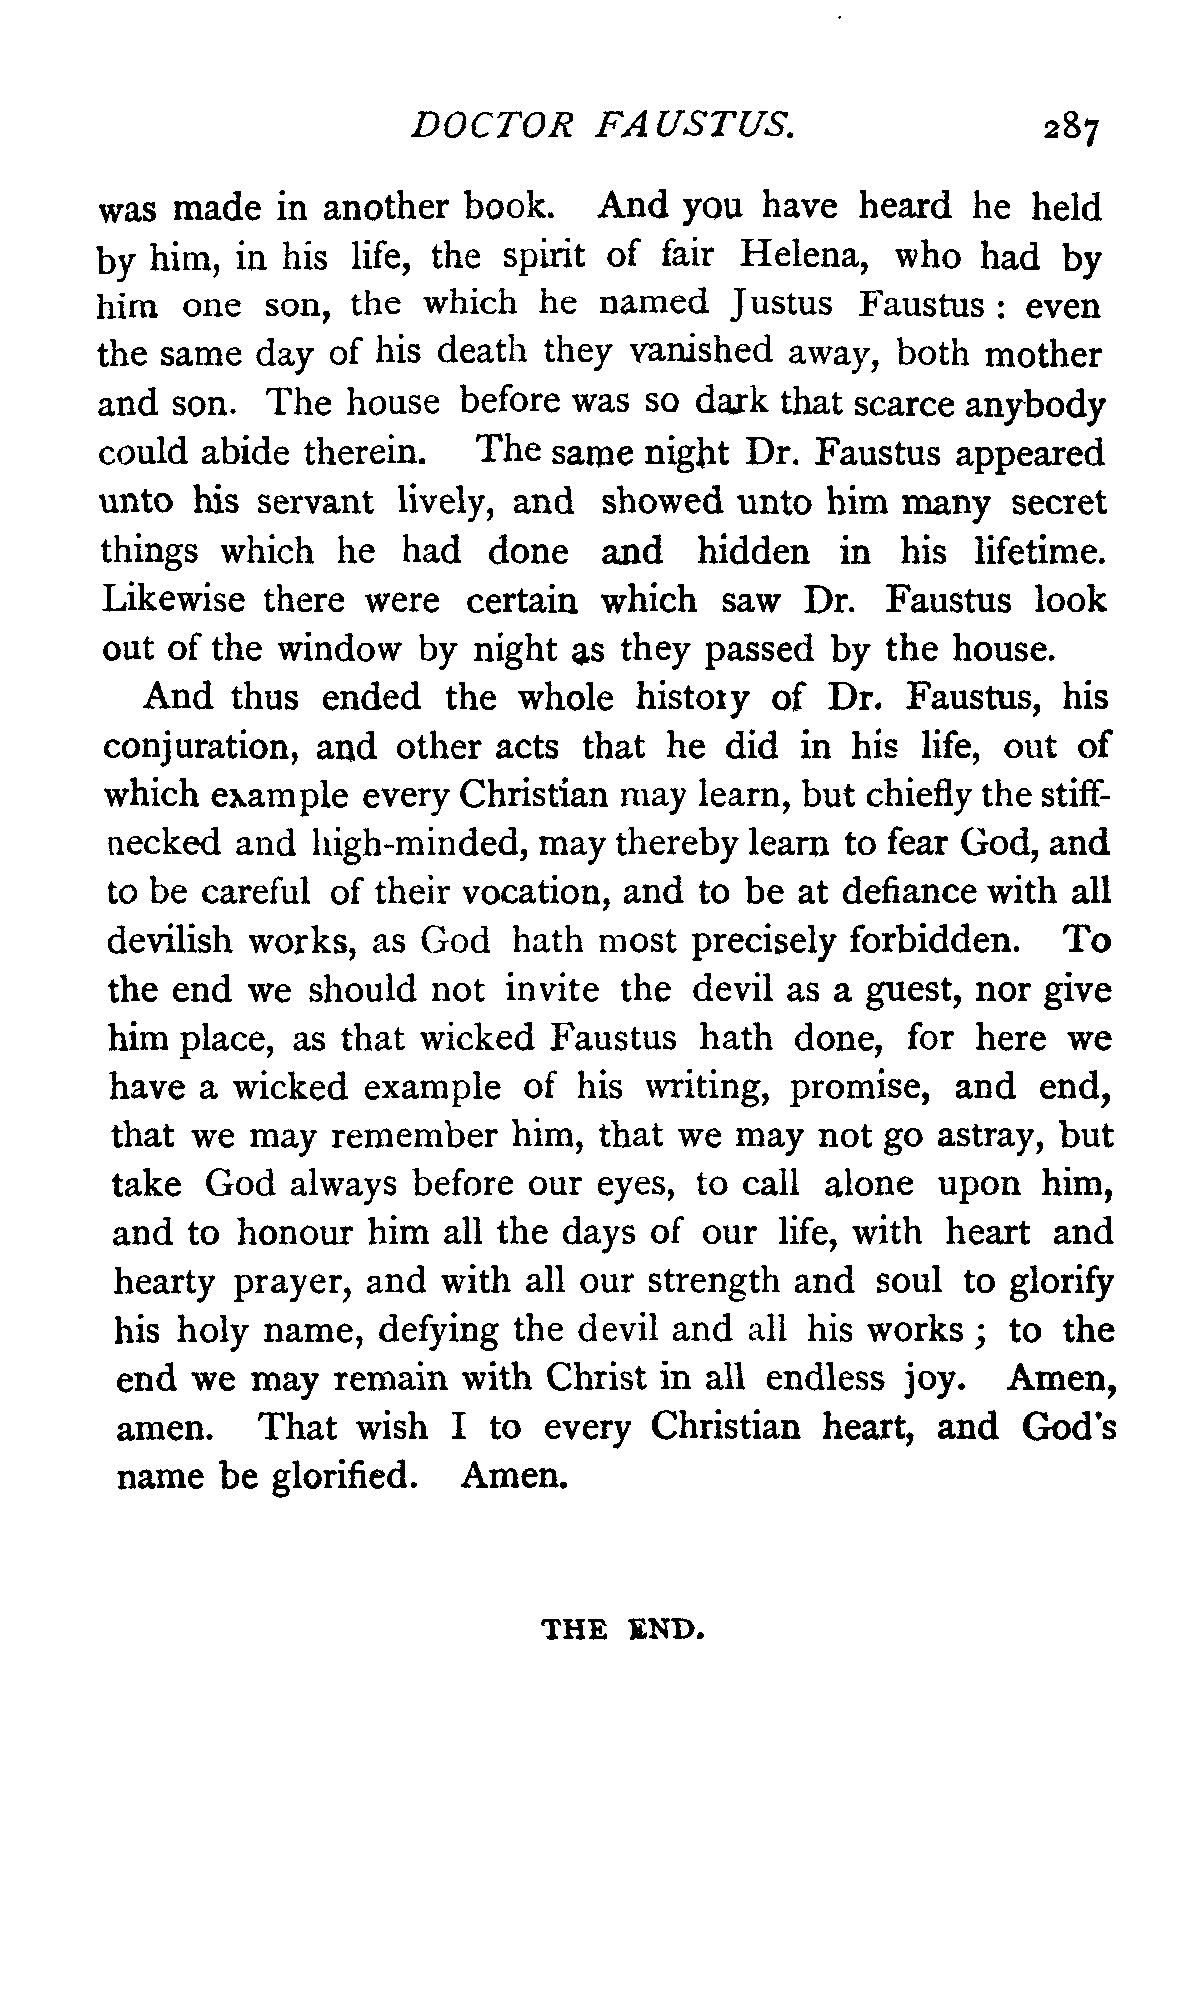 DOCTOR FAUSTUS. 287
was made in another book. And you have heard he held
by him, in his life, the spirit of fair Helena, who had by
him one son, the which he named Justus Faustus : even
the same day of his death they vanished away, both mother
and son. The house before was so dark that scarce anybody
could abide therein. The same night Dr. Faustus appeared
unto his servant lively, and showed unto him many secret
things which he had done and hidden in his lifetime.
Likewise there were certain which saw Dr. Faustus look
out of the window by night as they passed by the house.
And thus ended the whole history of Dr. Faustus, his
conjuration, and other acts that he did in his life, out of
which example every Christian may learn, but chiefly the stiff-
necked and high-minded, may thereby learn to fear God, and
to be careful of their vocation, and to be at defiance with all
devilish works, as God hath most precisely forbidden. To
the end we should not invite the devil as a guest, nor give
him place, as that wicked Faustus hath done, for here we
have a wicked example of his writing, promise, and end,
that we may remember him, that we may not go astray, but
take God always before our eyes, to call alone upon him,
and to honour him all the days of our life, with heart and
hearty prayer, and with all our strength and soul to glorify
his holy name, defying the devil and all his works ; to the
end we may remain with Christ in all endless joy. Amen,
amen. That wish I to every Christian heart, and God's
name be glorified. Amen.
THE END.